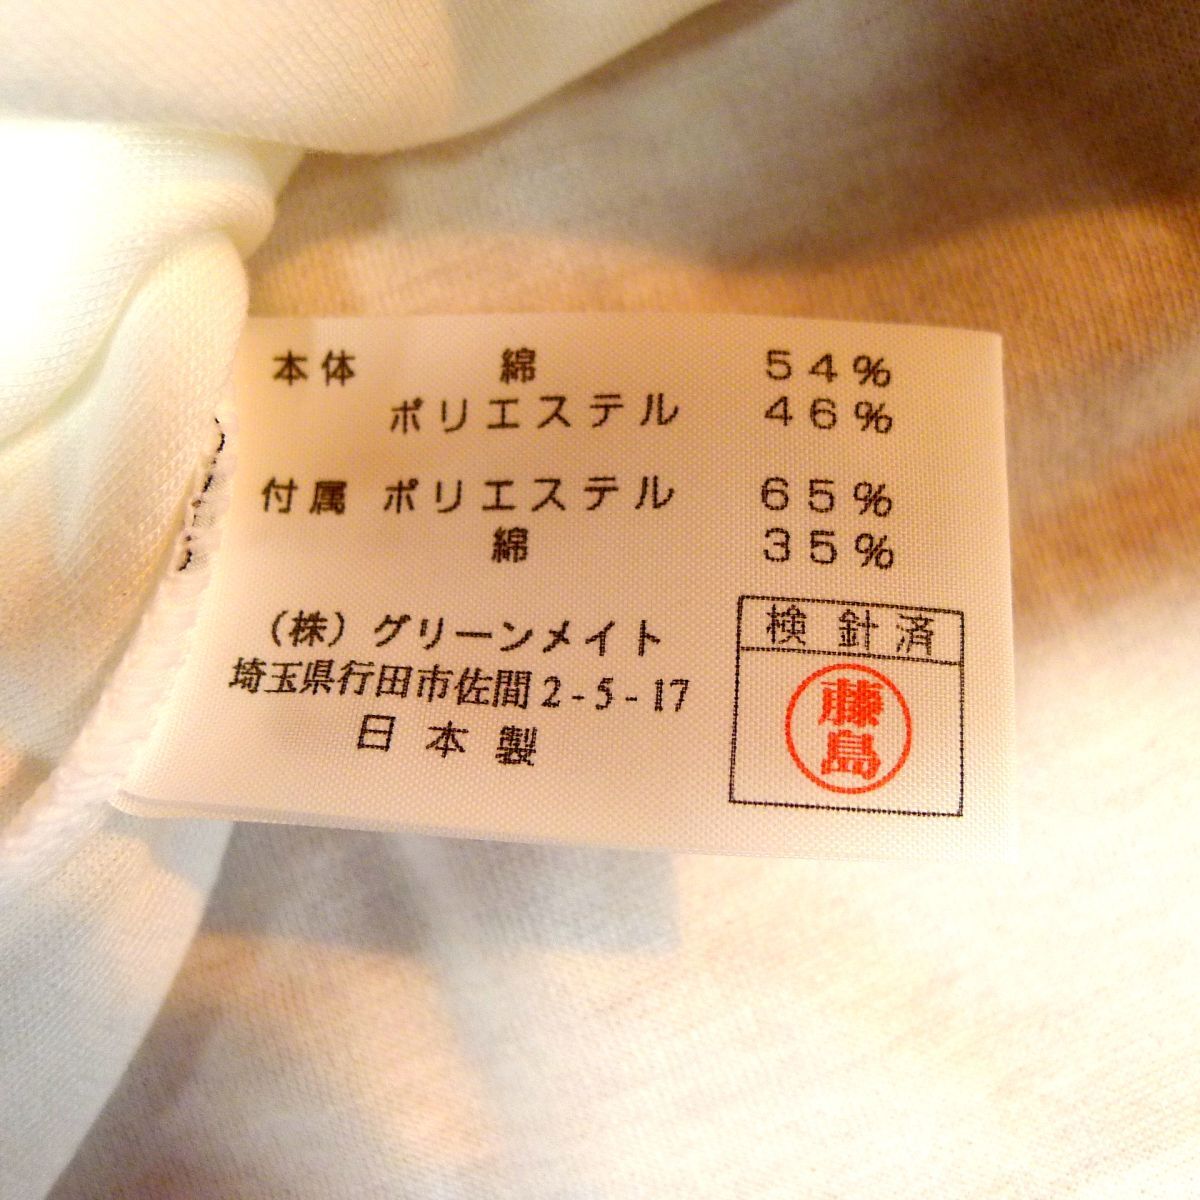 本体 綿 54%
ポリエステル 46%
付属 ポリエステル 65%
綿 35%
(株)グリーンメイト
埼玉県行田市佐間2-5-17
日本製
検針済
藤島